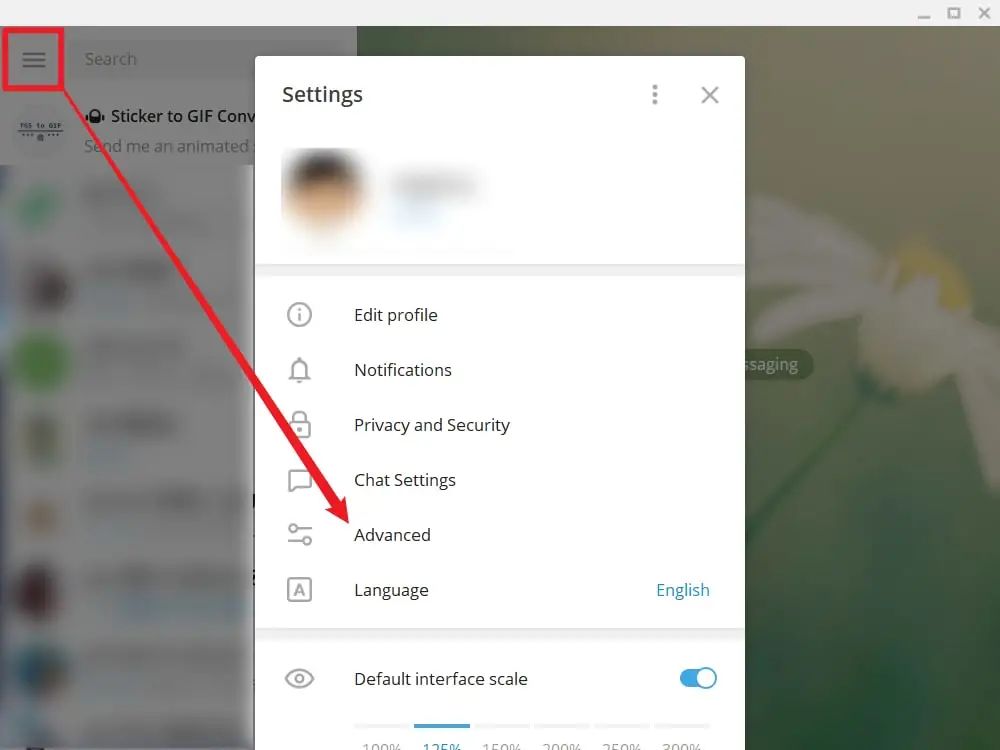 Search
Settings
TGS to GIF
Sticker to GIF Conv
Send me an animated
Edit profile
Notifications
ssaging
Privacy and Security
Chat Settings
Advanced
A Language English
Default interface scale
100% 125% 150% 200% 250% 300%